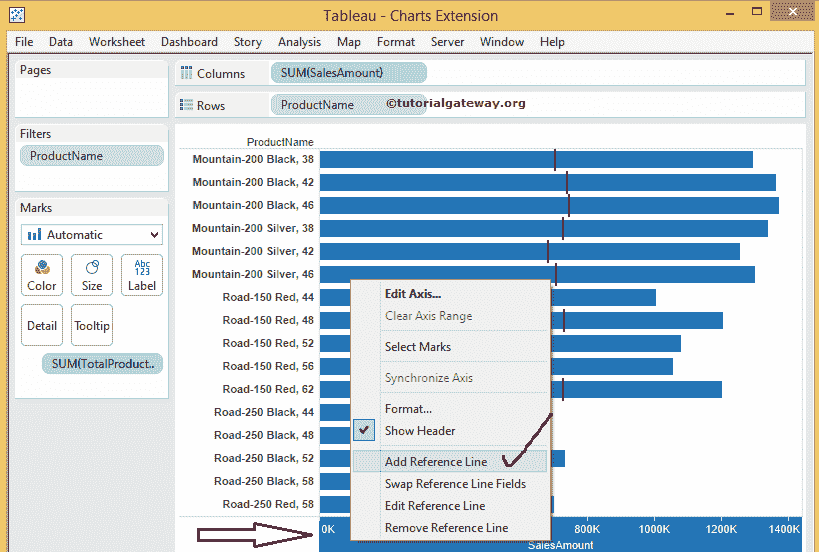 Tableau - Charts Extension
File Data Worksheet Dashboard Story Analysis Map Format Server Window Help
Pages
Columns SUM(SalesAmount)
Rows ProductName ©tutorialgateway.org
Filters
ProductName
Marks
Automatic
Color Size Abc 123 Label
Detail Tooltip
SUM(TotalProduct..
ProductName
Mountain-200 Black, 38
Mountain-200 Black, 42
Mountain-200 Black, 46
Mountain-200 Silver, 38
Mountain-200 Silver, 42
Mountain-200 Silver, 46
Road-150 Red, 44
Road-150 Red, 48
Road-150 Red, 52
Road-150 Red, 56
Road-150 Red, 62
Road-250 Black, 44
Road-250 Black, 48
Road-250 Black, 52
Road-250 Black, 58
Road-250 Red, 58
Edit Axis...
Clear Axis Range
Select Marks
Synchronize Axis
Format...
Show Header
Add Reference Line
Swap Reference Line Fields
Edit Reference Line
Remove Reference Line
0K 800K 1000K 1200K 1400K
SalesAmount